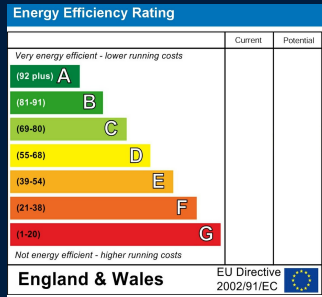 Energy Efficiency Rating
Current Potential
Very energy efficient - lower running costs
(92 plus) A
(81-91) B
(69-80) C
(55-68) D
(39-54) E
(21-38) F
(1-20) G
Not energy efficient - higher running costs
England & Wales
EU Directive
2002/91/EC